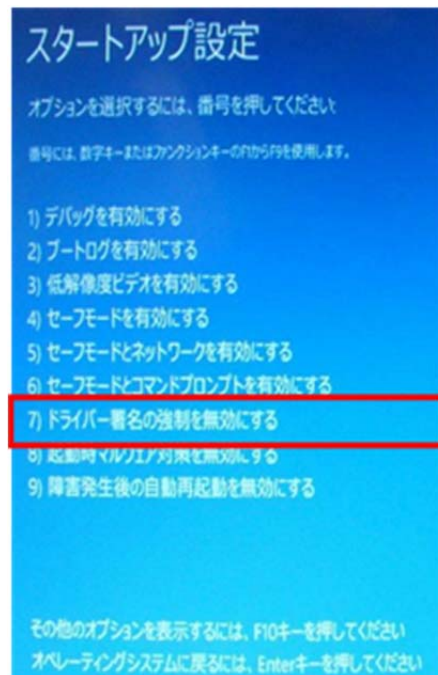 スタートアップ設定
オプションを選択するには、番号を押してください:
番号には、数字キーまたはファンクションキーのF1からF9を使用します。
1) デバッグを有効にする
2) ブートログを有効にする
3) 低解像度ビデオを有効にする
4) セーフモードを有効にする
5) セーフモードとネットワークを有効にする
6) セーフモードとコマンドプロンプトを有効にする
7) ドライバー署名の強制を無効にする
8) 起動時マルウェア対策を無効にする
9) 障害発生後の自動再起動を無効にする
その他のオプションを表示するには、F10キーを押してください
オペレーティングシステムに戻るには、Enterキーを押してください